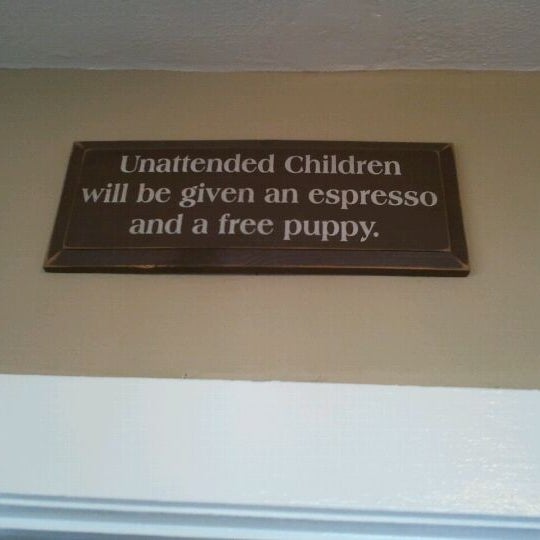 Unattended Children
will be given an espresso
and a free puppy.